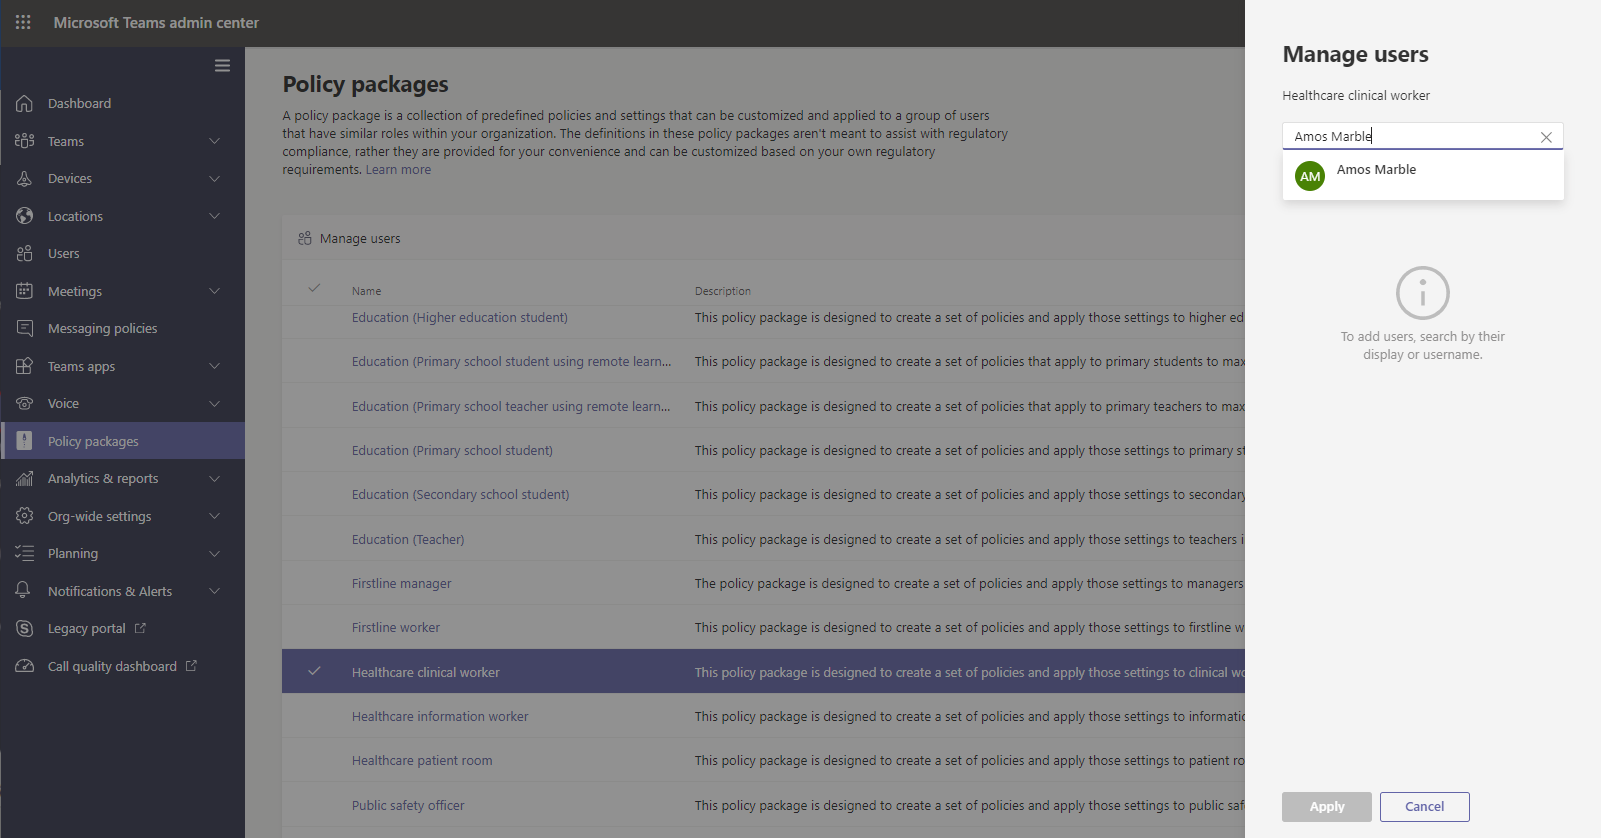 Microsoft Teams admin center
Dashboard
Teams
Devices
Locations
Users
Meetings
Messaging policies
Teams apps
Voice
Policy packages
Analytics & reports
Org-wide settings
Planning
Notifications & Alerts
Legacy portal
Call quality dashboard
Policy packages
A policy package is a collection of predefined policies and settings that can be customized and applied to a group of users
that have similar roles within your organization. The definitions in these policy packages aren't meant to assist with regulatory
compliance, rather they are provided for your convenience and can be customized based on your own regulatory
requirements. Learn more
Manage users
Name Description
Education (Higher education student) This policy package is designed to create a set of policies and apply those settings to higher ed
Education (Primary school student using remote learn... This policy package is designed to create a set of policies that apply to primary students to max
Education (Primary school teacher using remote learn... This policy package is designed to create a set of policies that apply to primary teachers to max
Education (Primary school student) This policy package is designed to create a set of policies and apply those settings to primary st
Education (Secondary school student) This policy package is designed to create a set of policies and apply those settings to secondary
Education (Teacher) This policy package is designed to create a set of policies and apply those settings to teachers i
Firstline manager The policy package is designed to create a set of policies and apply those settings to managers
Firstline worker This policy package is designed to create a set of policies and apply those settings to firstline w
Healthcare clinical worker This policy package is designed to create a set of policies and apply those settings to clinical wo
Healthcare information worker This policy package is designed to create a set of policies and apply those settings to informatic
Healthcare patient room This policy package is designed to create a set of policies and apply those settings to patient ro
Public safety officer This policy package is designed to create a set of policies and apply those settings to public saf
Manage users
Healthcare clinical worker
Amos Marble
AM Amos Marble
To add users, search by their
display or username.
Apply Cancel